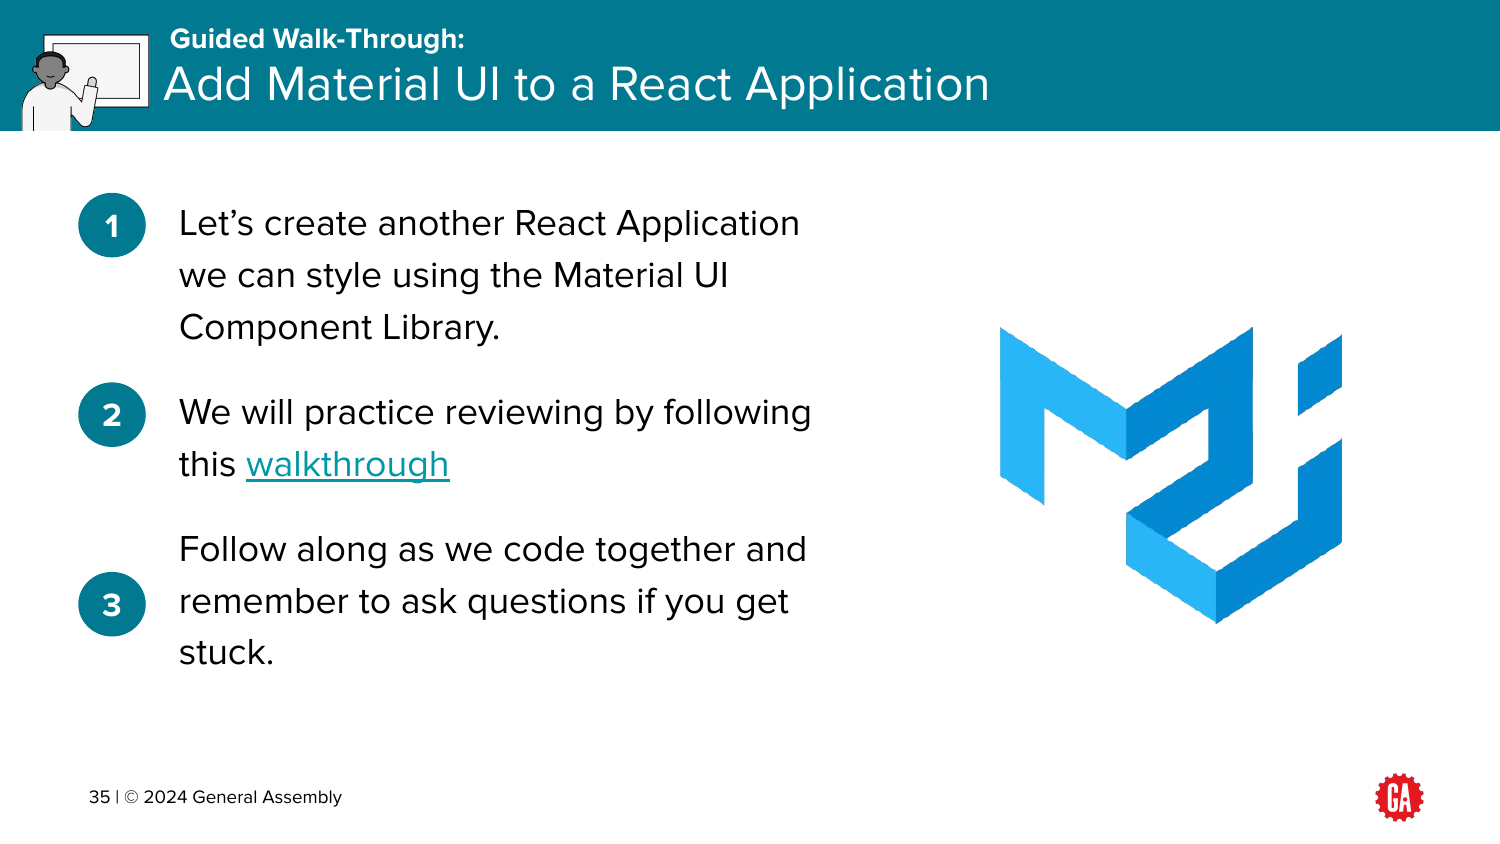 Guided Walk-Through:
Add Material UI to a React Application
1
Let’s create another React Application
we can style using the Material UI
Component Library.
2
We will practice reviewing by following
this walkthrough
3
Follow along as we code together and
remember to ask questions if you get
stuck.
35 | © 2024 General Assembly
GA